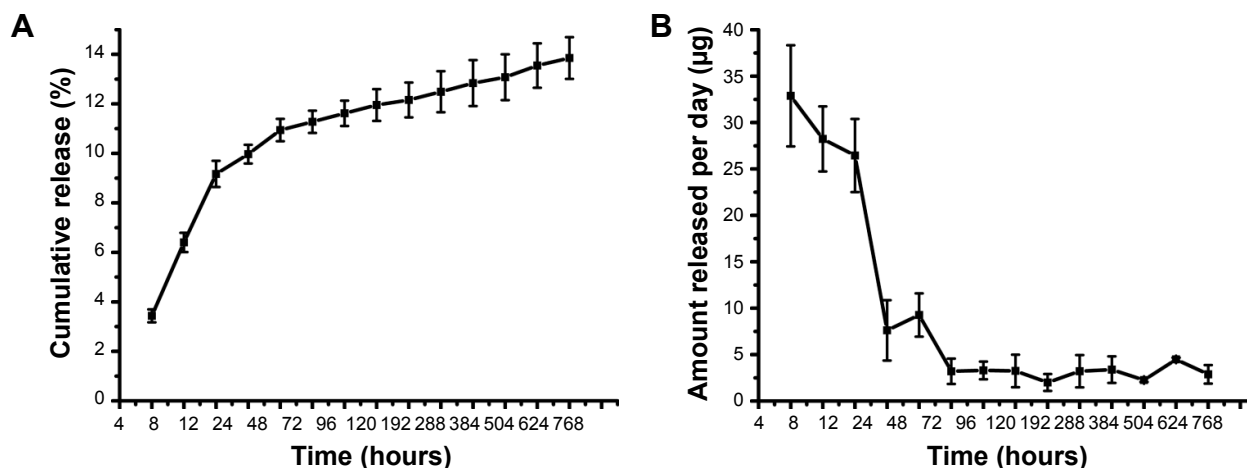 A
Cumulative release (%)
14
12
10
8
6
4
2
0
4 8 12 24 48 72 96 120 192 288 384 504 624 768
Time (hours)
B
Amount released per day (µg)
40
35
30
25
20
15
10
5
0
4 8 12 24 48 72 96 120 192 288 384 504 624 768
Time (hours)